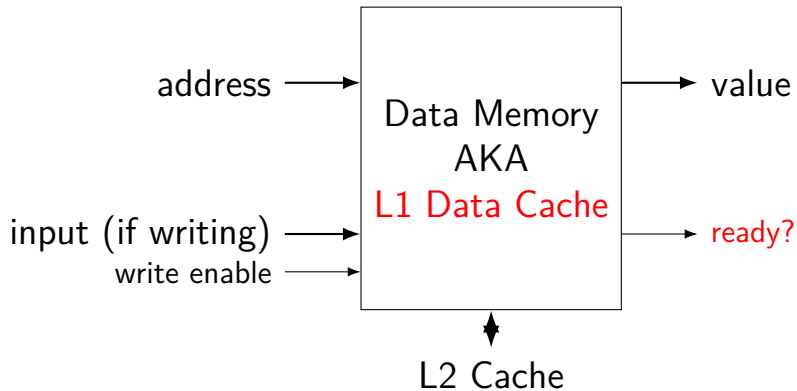 address
input (if writing)
write enable
Data Memory
AKA
L1 Data Cache
value
ready?
L2 Cache